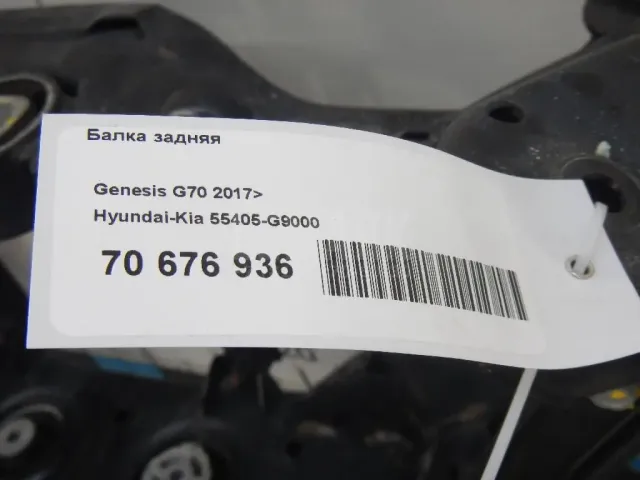 Балка задняя
Genesis G70 2017>
Hyundai-Kia 55405-G9000
70 676 936